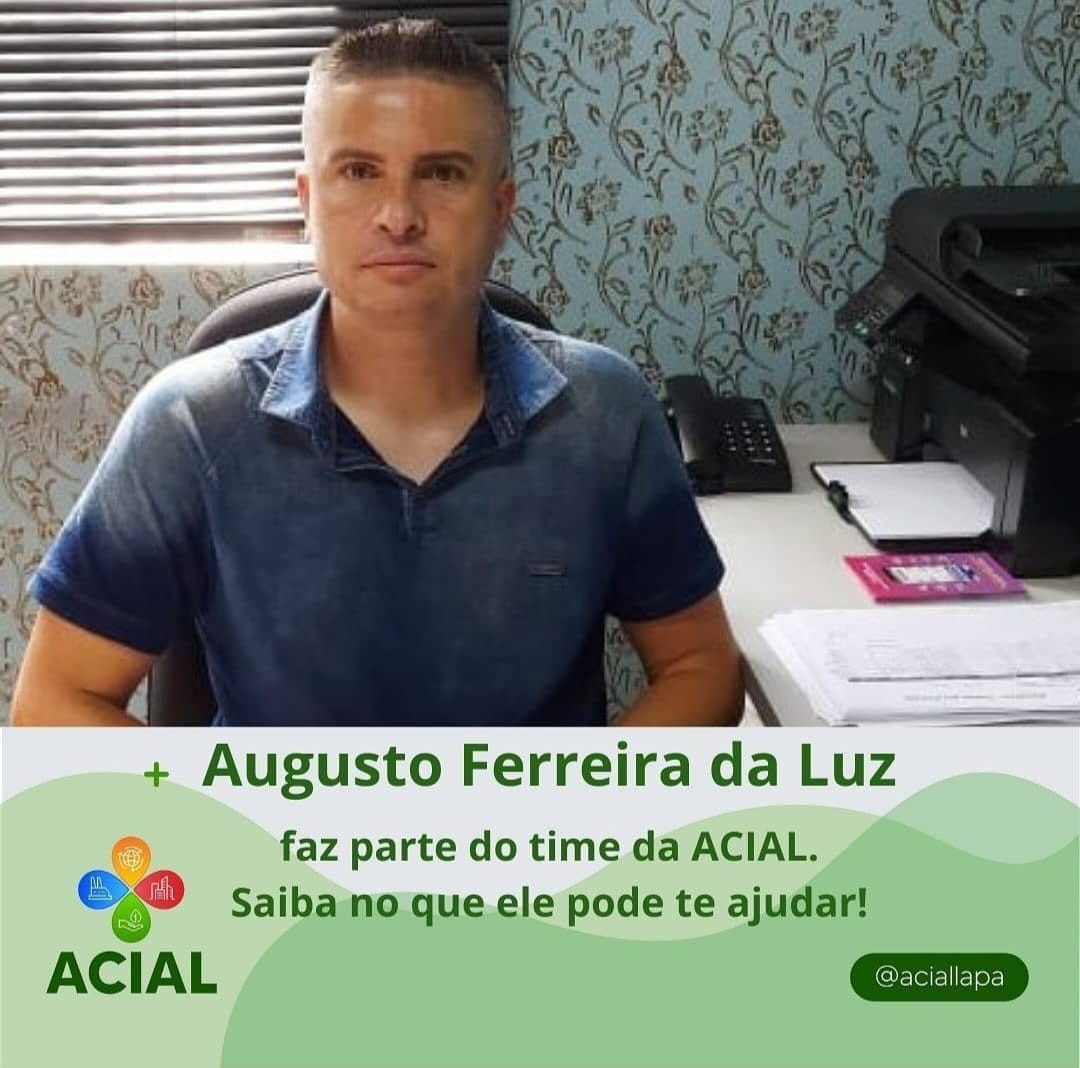 + Augusto Ferreira da Luz
faz parte do time da ACIAL.
Saiba no que ele pode te ajudar!
ACIAL
@aciallapa